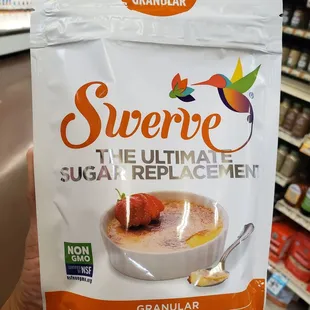 GRANULAR
Swerve
THE ULTIMATE
SUGAR REPLACEMENT
NON
GMO
NSF
GRANULAR